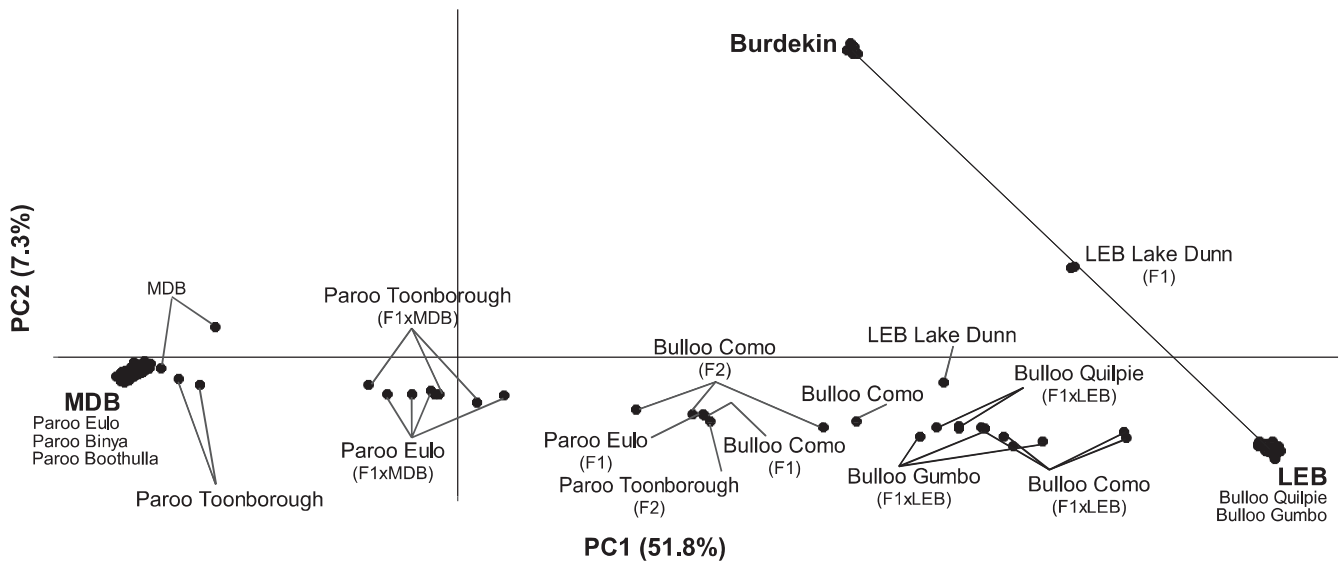 Burdekin
PC2 (7.3%)
LEB Lake Dunn
(F1)
MDB
Paroo Toonborough
(F1xMDB)
LEB Lake Dunn
Bulloo Como
(F2)
Bulloo Quilpie
(F1xLEB)
Bulloo Como
MDB
Paroo Eulo
Paroo Binya
Paroo Boothulla
Paroo Toonborough
Paroo Eulo
(F1xMDB)
Paroo Eulo
(F1)
Bulloo Como
(F1)
Paroo Toonborough
(F2)
Bulloo Gumbo
(F1xLEB)
Bulloo Como
(F1xLEB)
LEB
Bulloo Quilpie
Bulloo Gumbo
PC1 (51.8%)